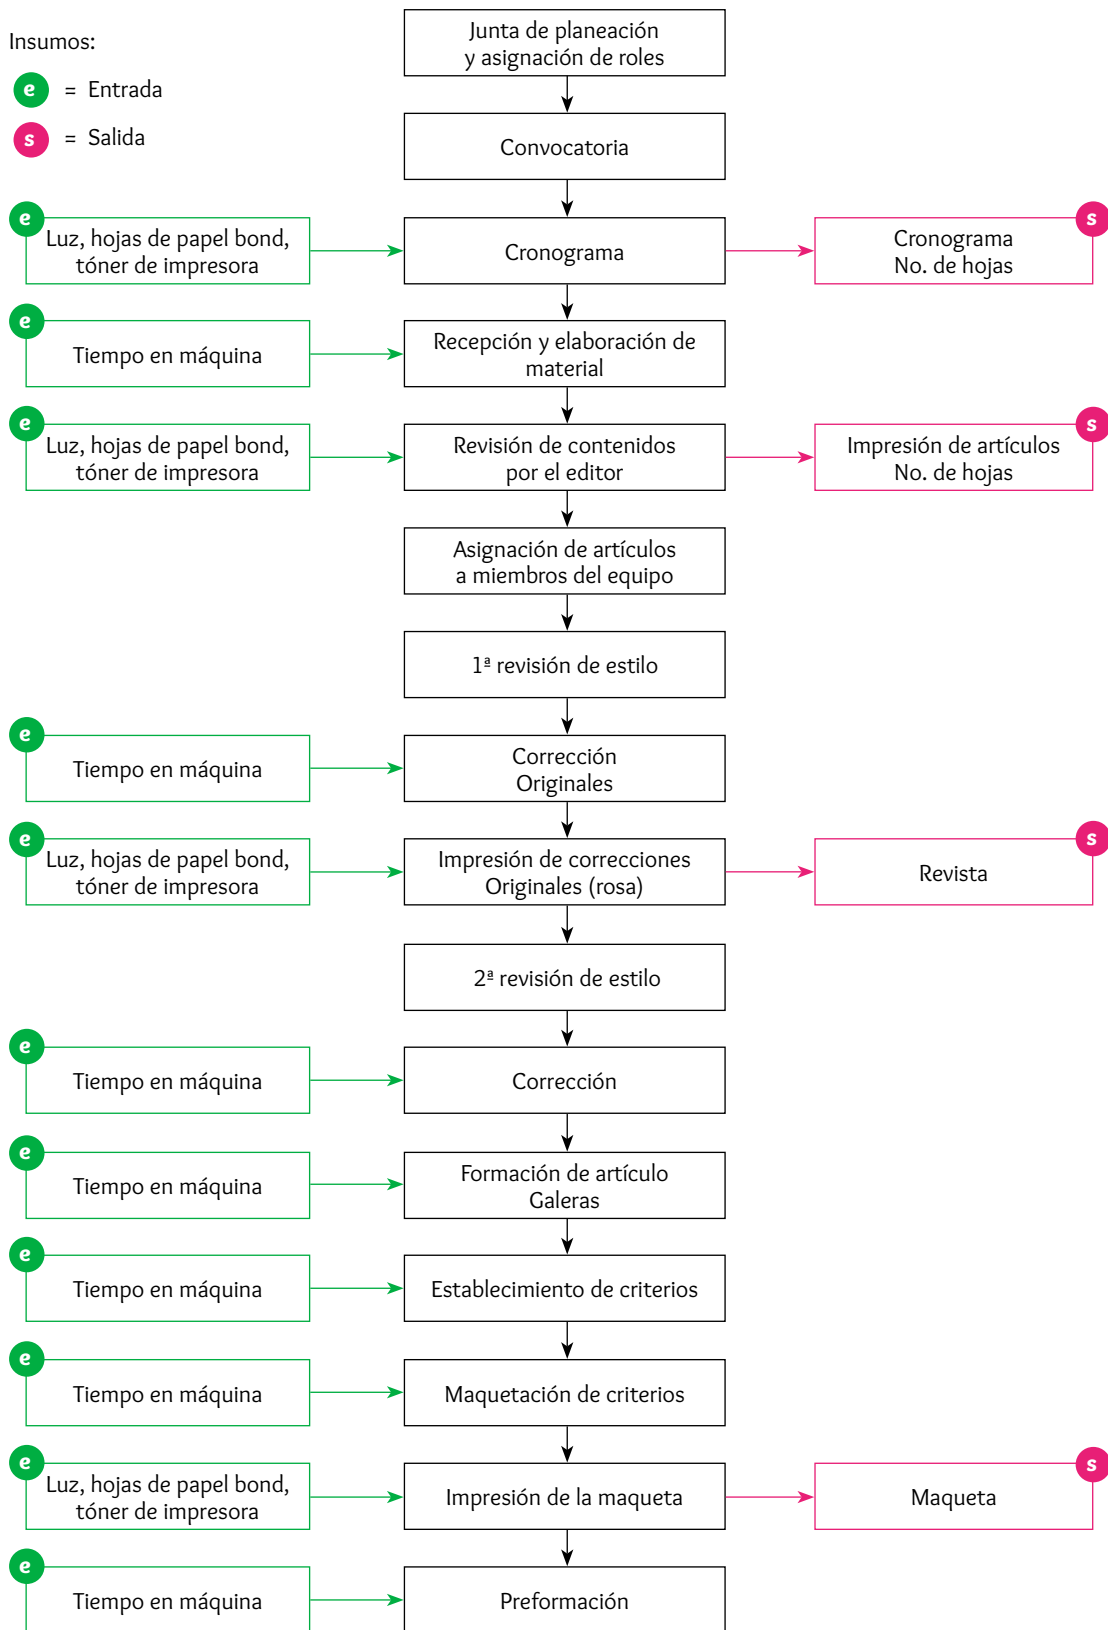 Insumos:
e = Entrada
s = Salida
Junta de planeación
y asignación de roles
Convocatoria
e
Luz, hojas de papel bond,
tóner de impresora
Cronograma
s
Cronograma
No. de hojas
e
Tiempo en máquina
Recepción y elaboración de
material
e
Luz, hojas de papel bond,
tóner de impresora
Revisión de contenidos
por el editor
s
Impresión de artículos
No. de hojas
Asignación de artículos
a miembros del equipo
1ª revisión de estilo
e
Tiempo en máquina
Corrección
Originales
e
Luz, hojas de papel bond,
tóner de impresora
Impresión de correcciones
Originales (rosa)
s
Revista
2ª revisión de estilo
e
Tiempo en máquina
Corrección
e
Tiempo en máquina
Formación de artículo
Galeras
e
Tiempo en máquina
Establecimiento de criterios
e
Tiempo en máquina
Maquetación de criterios
e
Luz, hojas de papel bond,
tóner de impresora
Impresión de la maqueta
s
Maqueta
e
Tiempo en máquina
Preformación